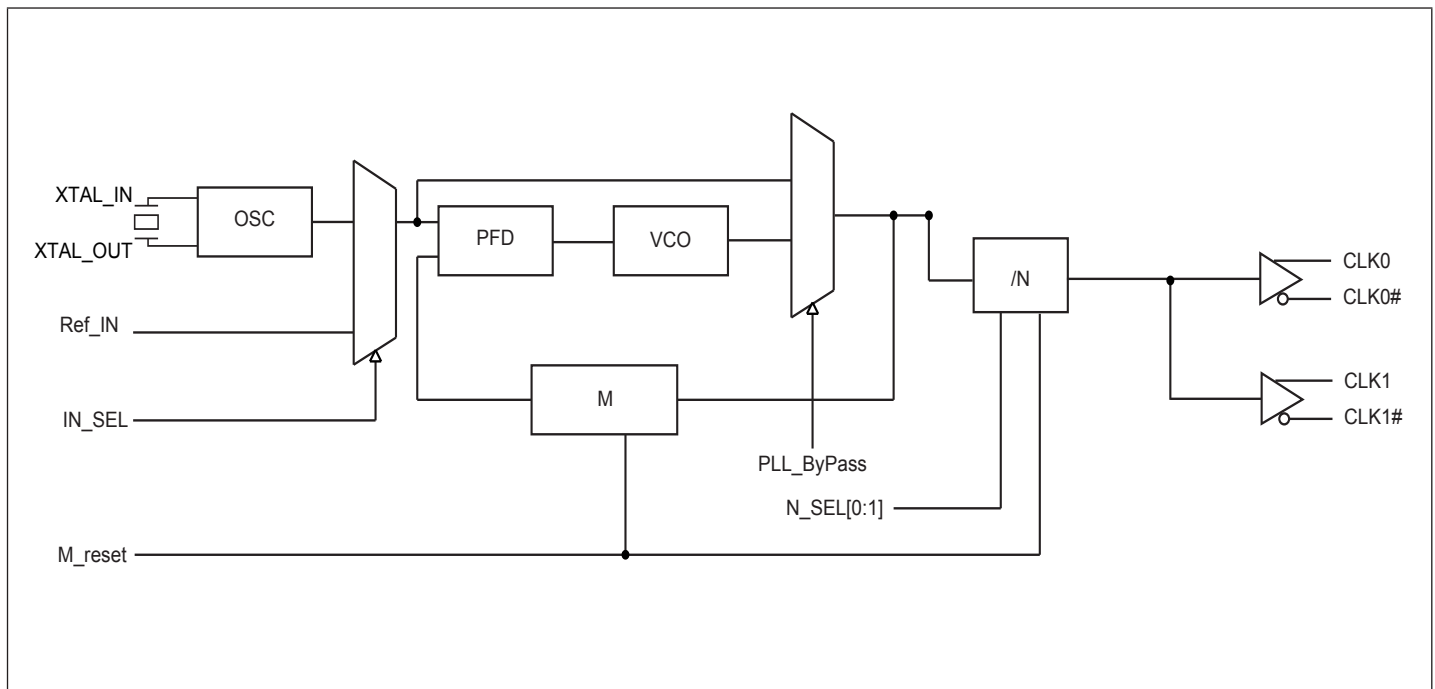 XTAL_IN
OSC
XTAL_OUT
PFD
VCO
/N
CLK0
CLK0#
Ref_IN
M
CLK1
CLK1#
IN_SEL
PLL_ByPass
N_SEL[0:1]
M_reset